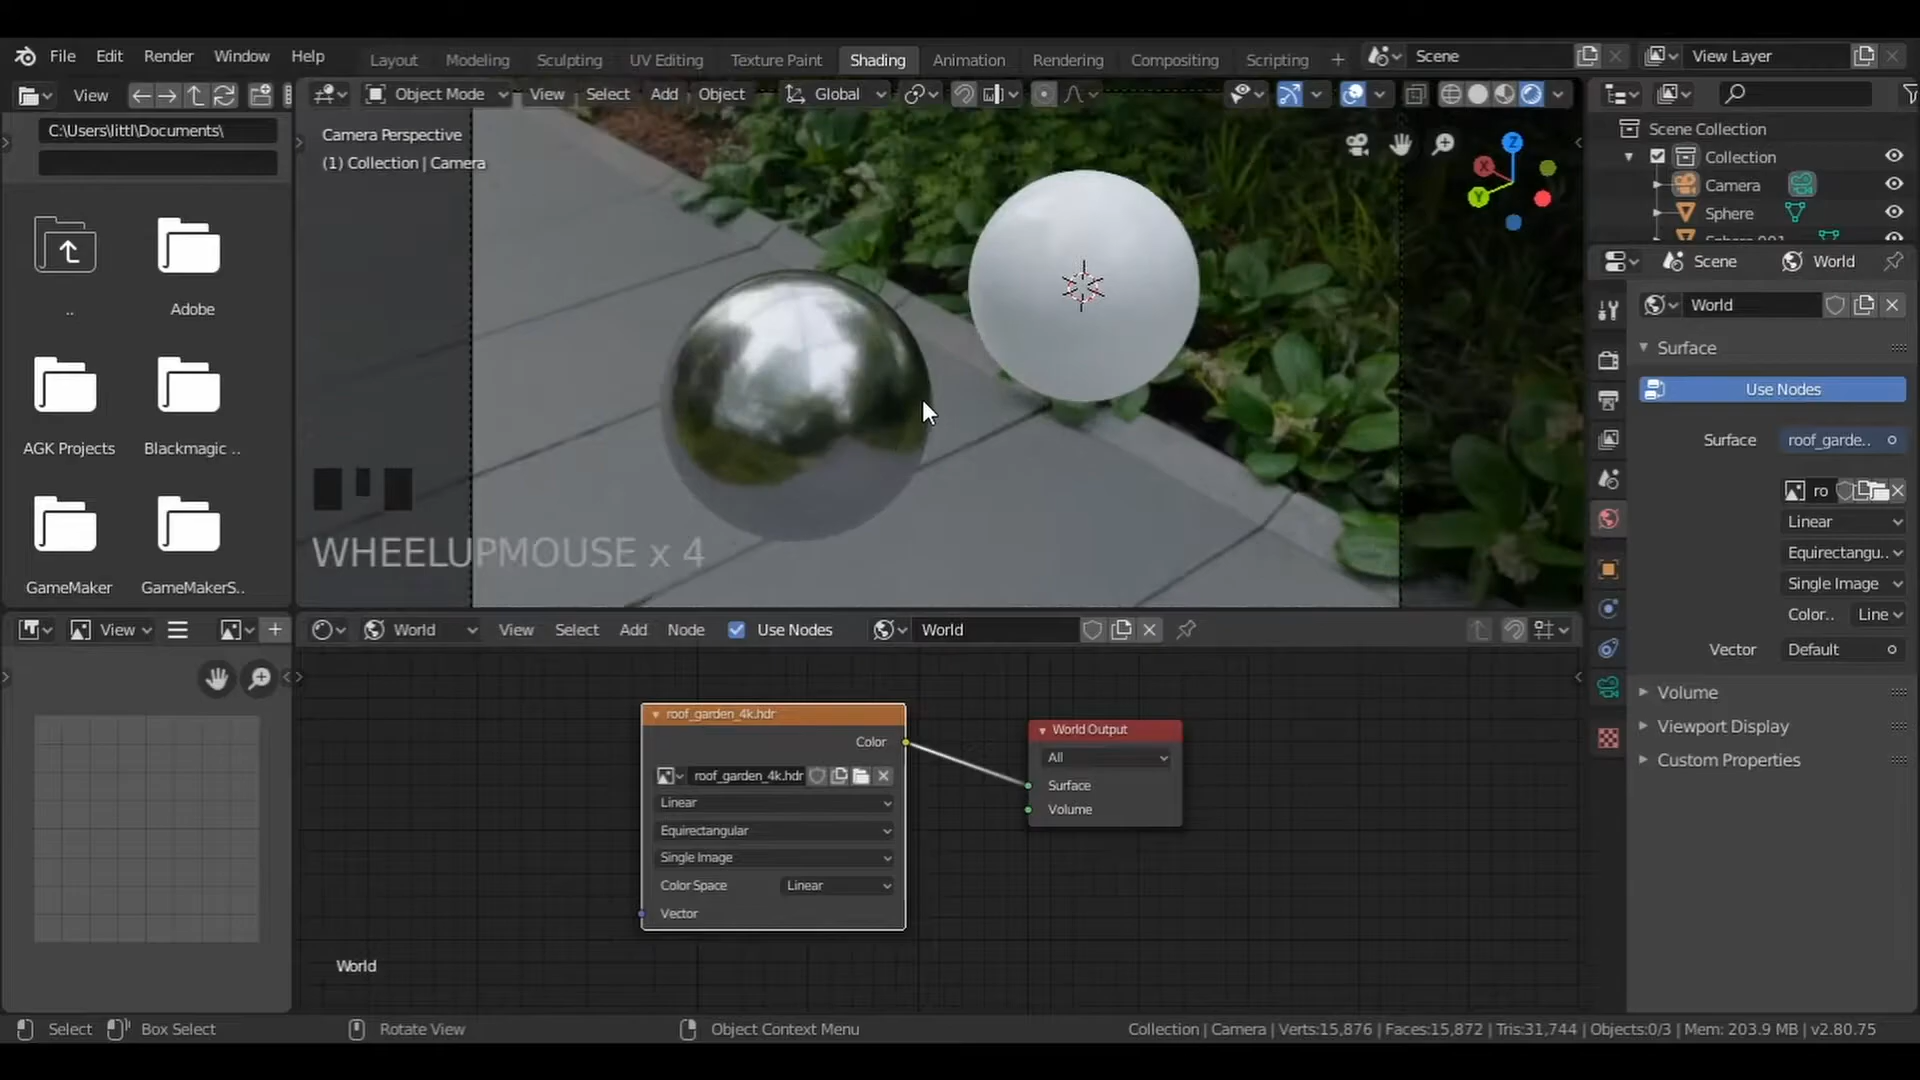 File Edit Render Window Help Layout Modeling Sculpting UV Editing Texture Paint Shading Animation Rendering Compositing Scripting + Scene View Layer
View Object Mode View Select Add Object Global
C:\Users\littl\Documents\
Camera Perspective
(1) Collection | Camera
Z
X
Y
..
Adobe
AGK Projects
Blackmagic ..
GameMaker
GameMakerS..
WHEELUPMOUSE x 4
Scene Collection
Collection
Camera
Sphere
Sphere.001
Scene World
World
Surface
Use Nodes
Surface roof_garde..
ro
Linear
Equirectangu..
Single Image
Color.. Line
Vector Default
Volume
Viewport Display
Custom Properties
View
World View Select Add Node Use Nodes World
roof_garden_4k.hdr
Color
roof_garden_4k.hdr
Linear
Equirectangular
Single Image
Color Space Linear
Vector
World Output
All
Surface
Volume
World
Select Box Select Rotate View Object Context Menu Collection | Camera | Verts:15,876 | Faces:15,872 | Tris:31,744 | Objects:0/3 | Mem: 203.9 MB | v2.80.75